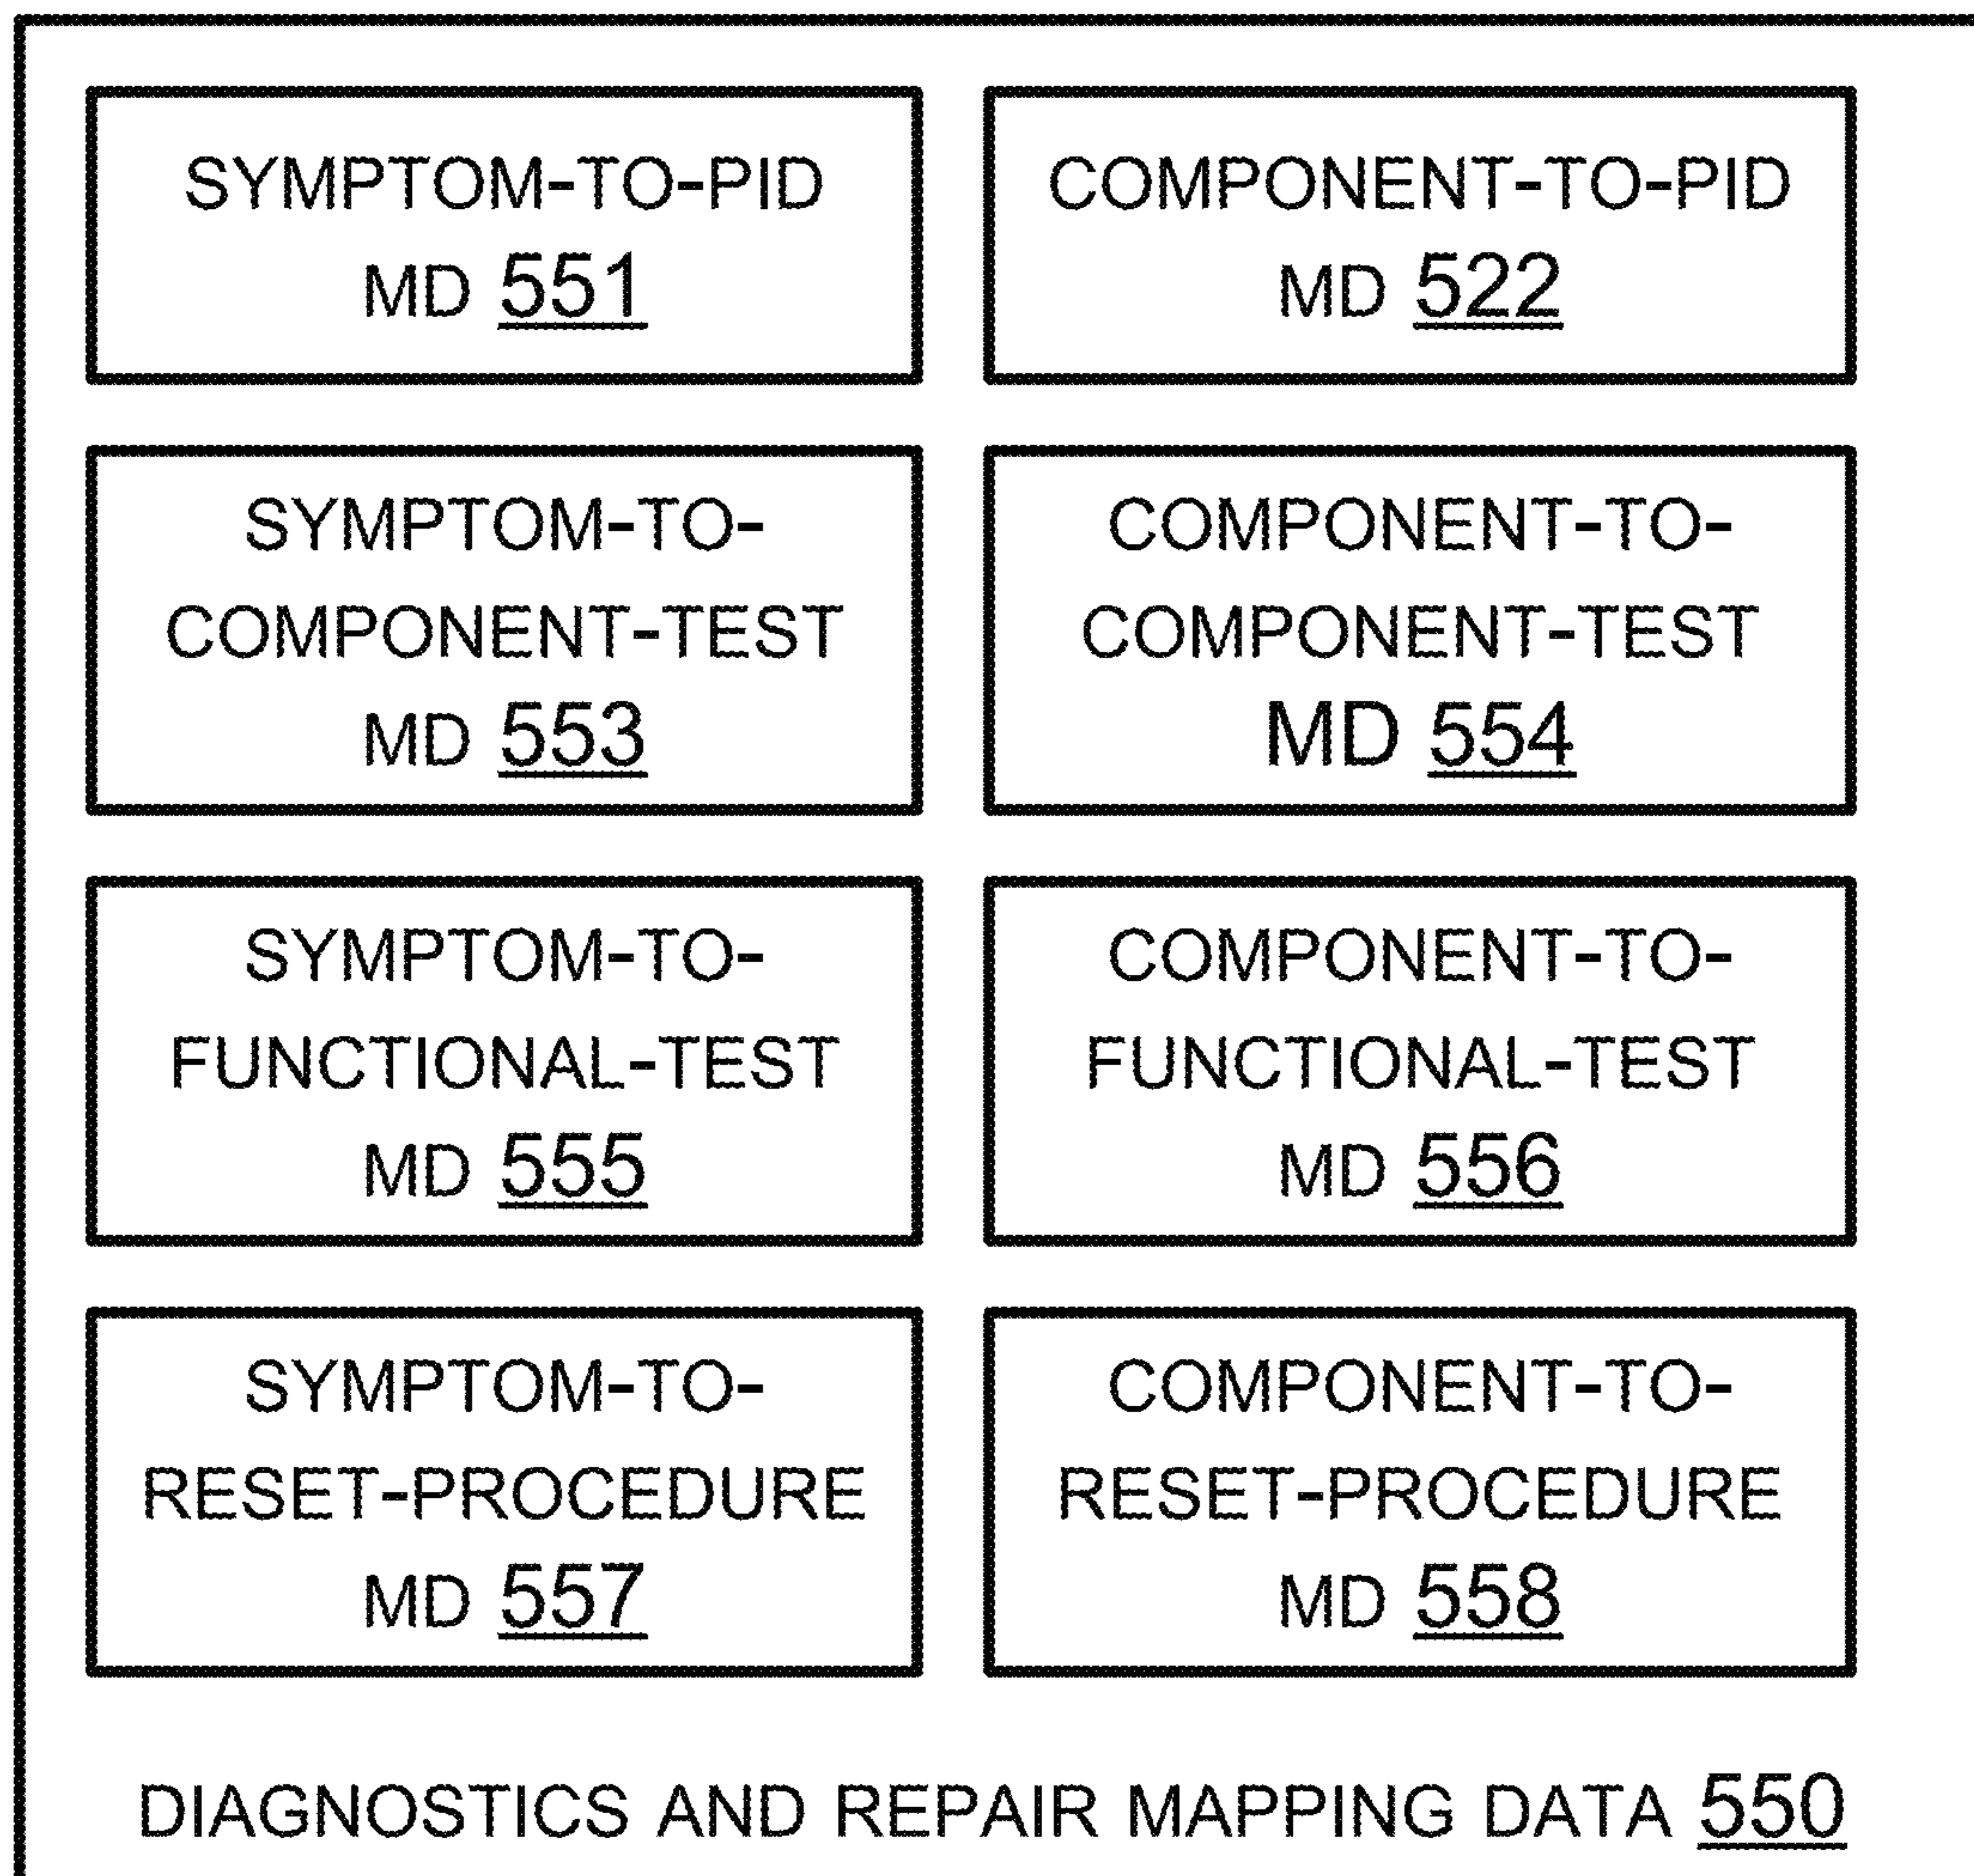 SYMPTOM-TO-PID
MD 551
COMPONENT-TO-PID
MD 522
SYMPTOM-TO-
COMPONENT-TEST
MD 553
COMPONENT-TO-
COMPONENT-TEST
MD 554
SYMPTOM-TO-
FUNCTIONAL-TEST
MD 555
COMPONENT-TO-
FUNCTIONAL-TEST
MD 556
SYMPTOM-TO-
RESET-PROCEDURE
MD 557
COMPONENT-TO-
RESET-PROCEDURE
MD 558
DIAGNOSTICS AND REPAIR MAPPING DATA 550